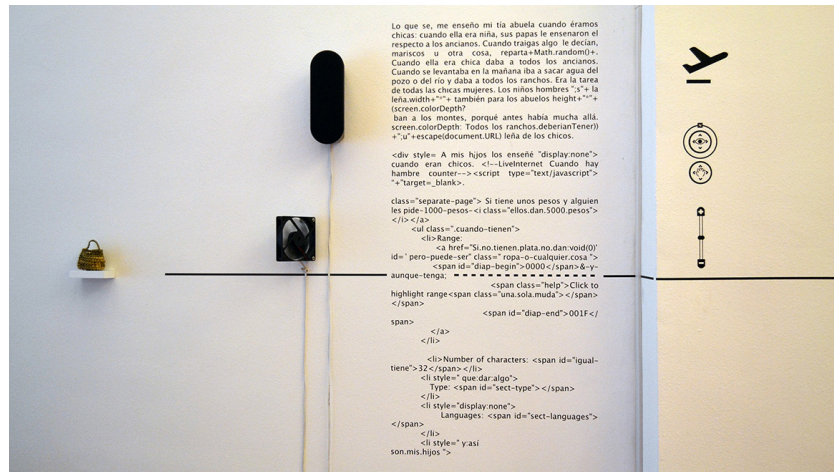 Lo que se, me enseño mi tía abuela cuando éramos
chicas: cuando ella era niña, sus papas le ensenaron el
respecto a los ancianos. Cuando traigas algo le decían,
mariscos u otra cosa, reparta+Math.random()+.
Cuando ella era chica daba a todos los ancianos.
Cuando se levantaba en la mañana iba a sacar agua del
pozo o del río y daba a todos los ranchos. Era la tarea
de todas las chicas mujeres. Los niños hombres ";s"+ la
leña.width+"*"+ también para los abuelos height+"*"+
(screen.colorDepth?
ban a los montes, porqué antes había mucha allá.
screen.colorDepth: Todos los ranchos.deberianTener))
+";u"+escape(document.URL) leña de los chicos.
<div style= A mis hjjos les enseñé "display:none">
cuando eran chicos. <!--LiveInternet Cuando hay
hambre counter--><script type="text/javascript">
"+"target=_blank>.
class="separate-page"> Si tiene unos pesos y alguien
les pide-1000-pesos-<i class="ellos.dan.5000.pesos">
</i></a>
<ul class=".cuando-tienen">
<li>Range:
<a href="Si.no.tienen.plata.no.dan:void(0)'
id=' pero-puede-ser" class=" ropa-o-cualquier.cosa ">
<span id="diap-begin">0000</span>&-y-
aunque-tenga;
<span class="help">Click to
highlight range<span class="una.sola.muda"></span>
</span>
<span id="diap-end">001F</
span>
</a>
</li>
<li>Number of characters: <span id="igual-
tiene">32</span></li>
<li style=" que:dar:algo">
Type: <span id="sect-type"></span>
</li>
<li style="display:none">
Languages: <span id="sect-languages">
</span>
</li>
<li style=" y:así
son.mis.hijos ">